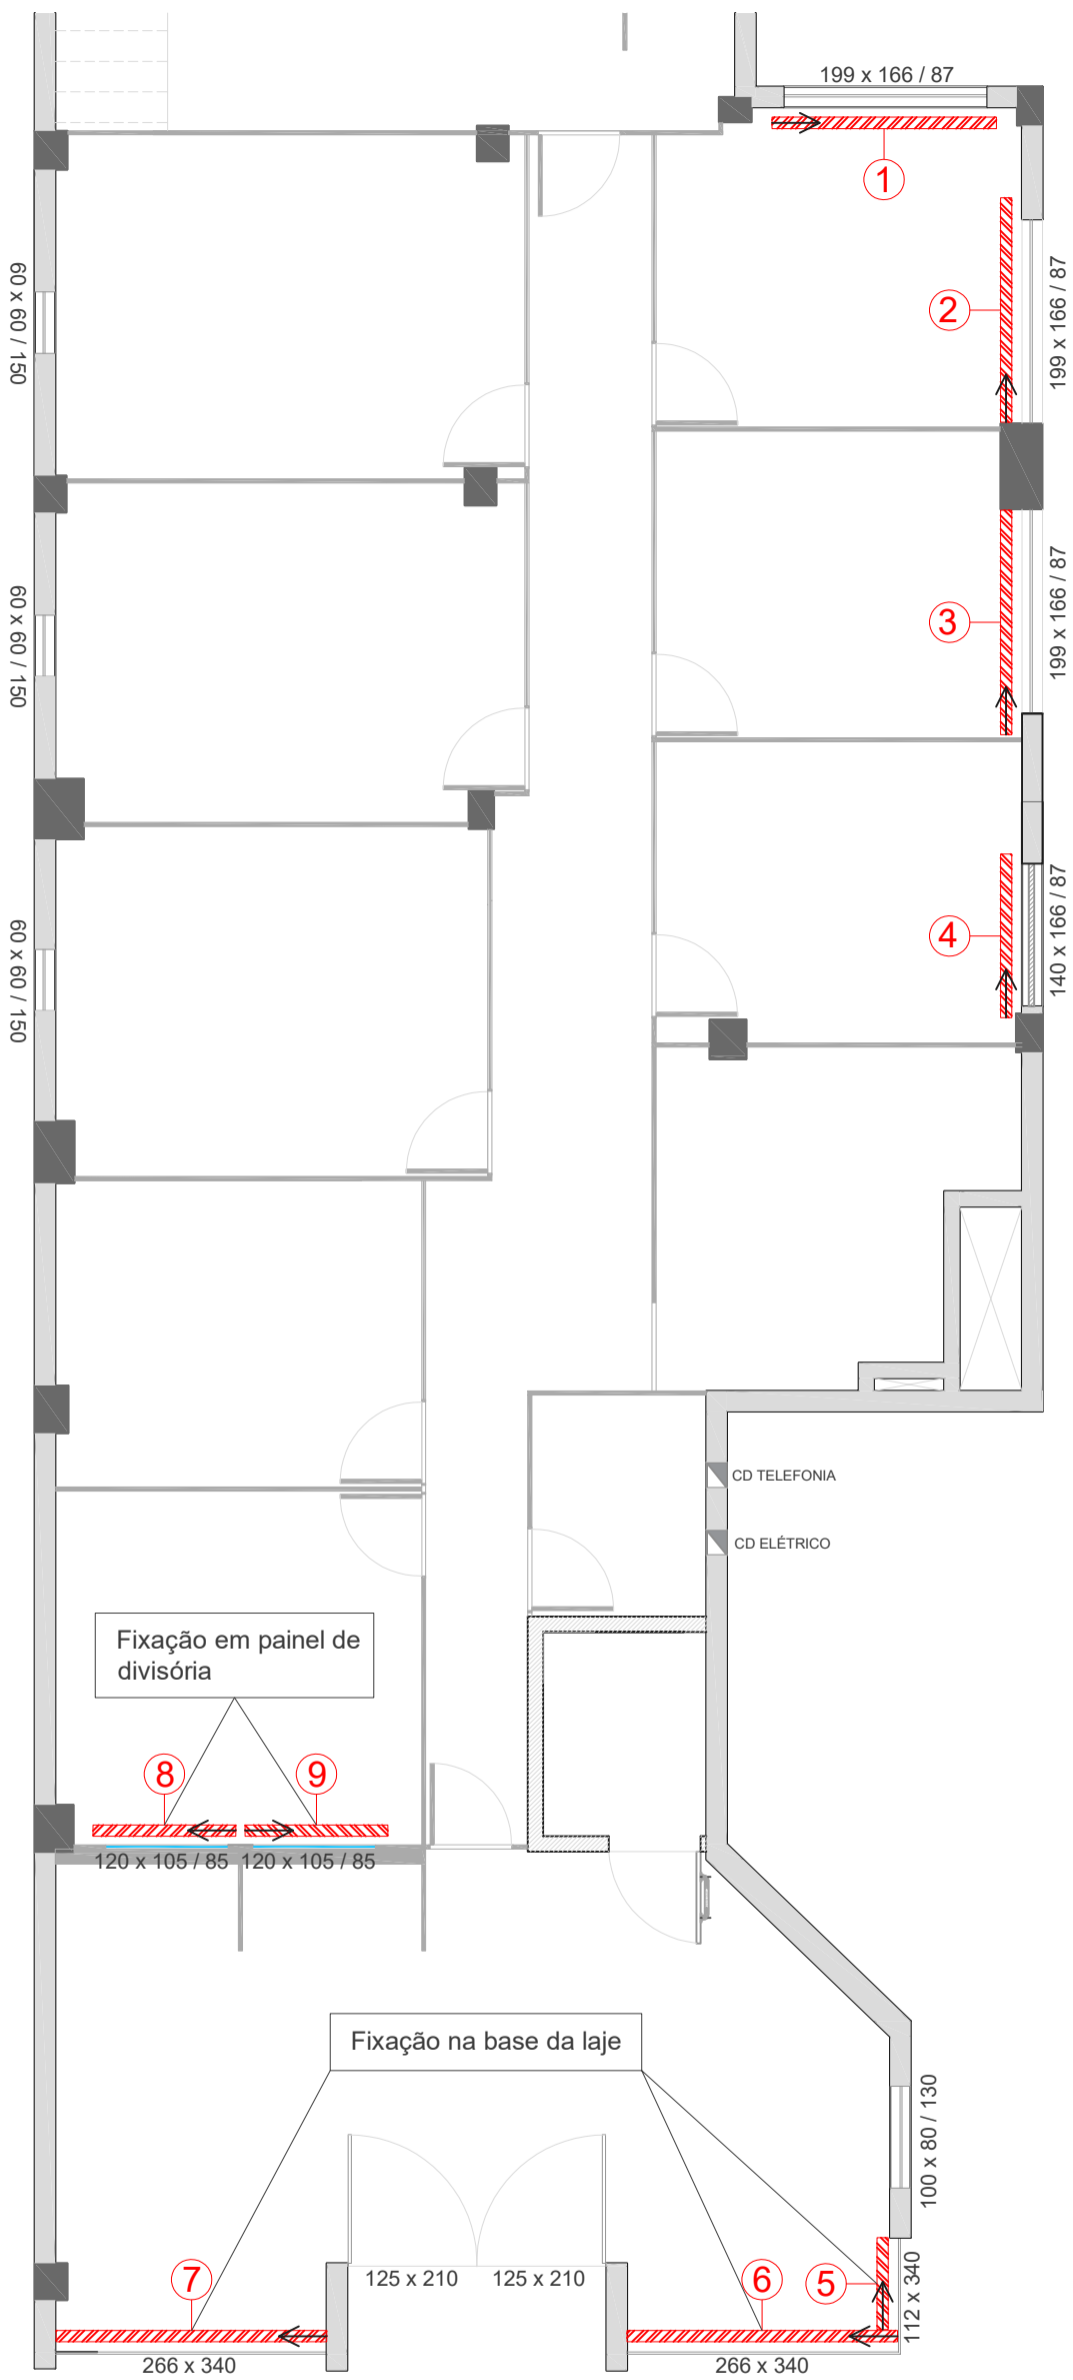 199 x 166 / 87
1
2
199 x 166 / 87
60 x 60 / 150
3
199 x 166 / 87
60 x 60 / 150
4
140 x 166 / 87
60 x 60 / 150
CD TELEFONIA
CD ELÉTRICO
Fixação em painel de
divisória
8
9
120 x 105 / 85
120 x 105 / 85
Fixação na base da laje
100 x 80 / 130
125 x 210
125 x 210
7
6
5
112 x 340
266 x 340
266 x 340